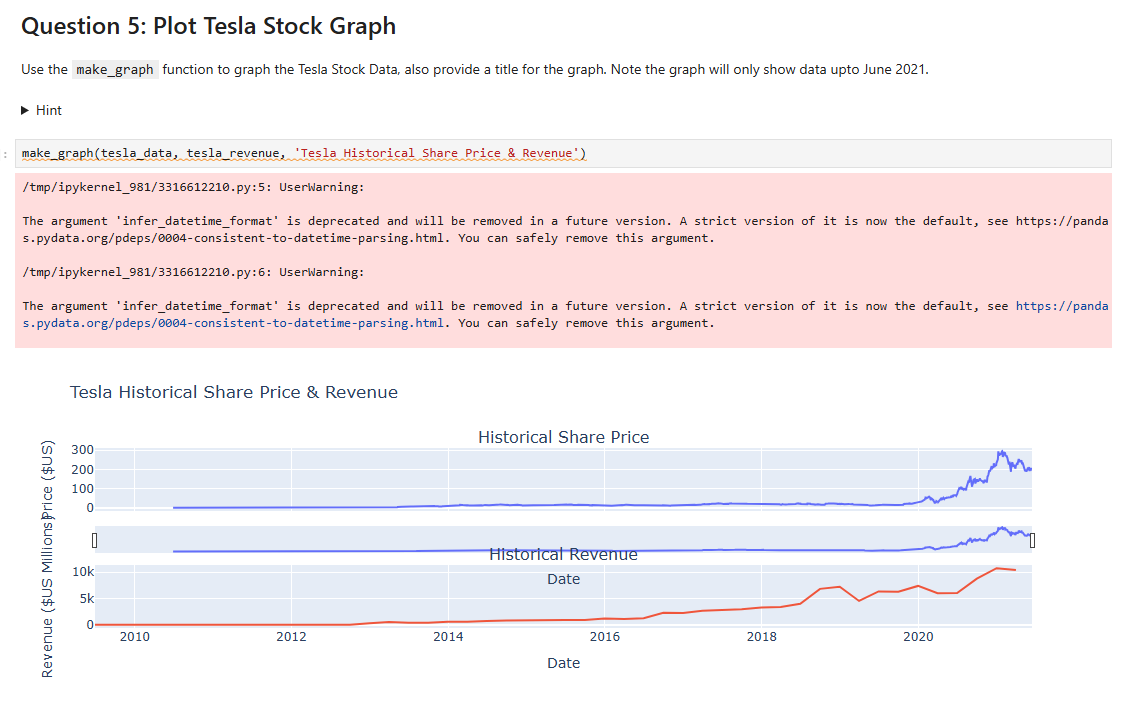 Question 5: Plot Tesla Stock Graph
Use the make_graph function to graph the Tesla Stock Data, also provide a title for the graph. Note the graph will only show data upto June 2021.
Hint
:
make_graph(tesla_data, tesla_revenue, 'Tesla Historical Share Price & Revenue')
/tmp/ipykernel_981/3316612210.py:5: UserWarning:
The argument 'infer_datetime_format' is deprecated and will be removed in a future version. A strict version of it is now the default, see https://panda
s.pydata.org/pdeps/0004-consistent-to-datetime-parsing.html. You can safely remove this argument.
/tmp/ipykernel_981/3316612210.py:6: UserWarning:
The argument 'infer_datetime_format' is deprecated and will be removed in a future version. A strict version of it is now the default, see https://panda
s.pydata.org/pdeps/0004-consistent-to-datetime-parsing.html. You can safely remove this argument.
Tesla Historical Share Price & Revenue
Historical Share Price
Price ($US)
300
200
100
0
Historical Revenue
Date
Revenue ($US Millions)
10k
5k
0
2010 2012 2014 2016 2018 2020
Date